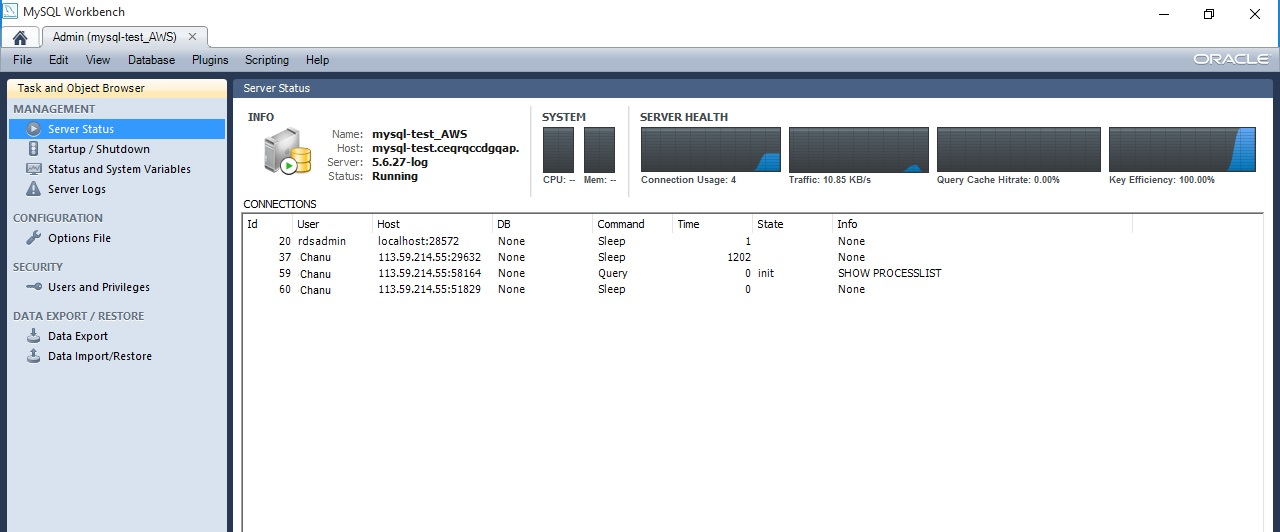 MySQL Workbench
Admin (mysql-test_AWS)
File Edit View Database Plugins Scripting Help
ORACLE
Task and Object Browser
MANAGEMENT
Server Status
Startup / Shutdown
Status and System Variables
Server Logs
CONFIGURATION
Options File
SECURITY
Users and Privileges
DATA EXPORT / RESTORE
Data Export
Data Import/Restore
Server Status
INFO
Name: mysql-test_AWS
Host: mysql-test.ceqrqccdgqap.
Server: 5.6.27-log
Status: Running
SYSTEM
CPU: -- Mem: --
SERVER HEALTH
Connection Usage: 4
Traffic: 10.85 KB/s
Query Cache Hitrate: 0.00%
Key Efficiency: 100.00%
CONNECTIONS
Id User Host DB Command Time State Info
20 rdsadmin localhost:28572 None Sleep 1 None
37 Chanu 113.59.214.55:29632 None Sleep 1202 None
59 Chanu 113.59.214.55:58164 None Query 0 init SHOW PROCESSLIST
60 Chanu 113.59.214.55:51829 None Sleep 0 None